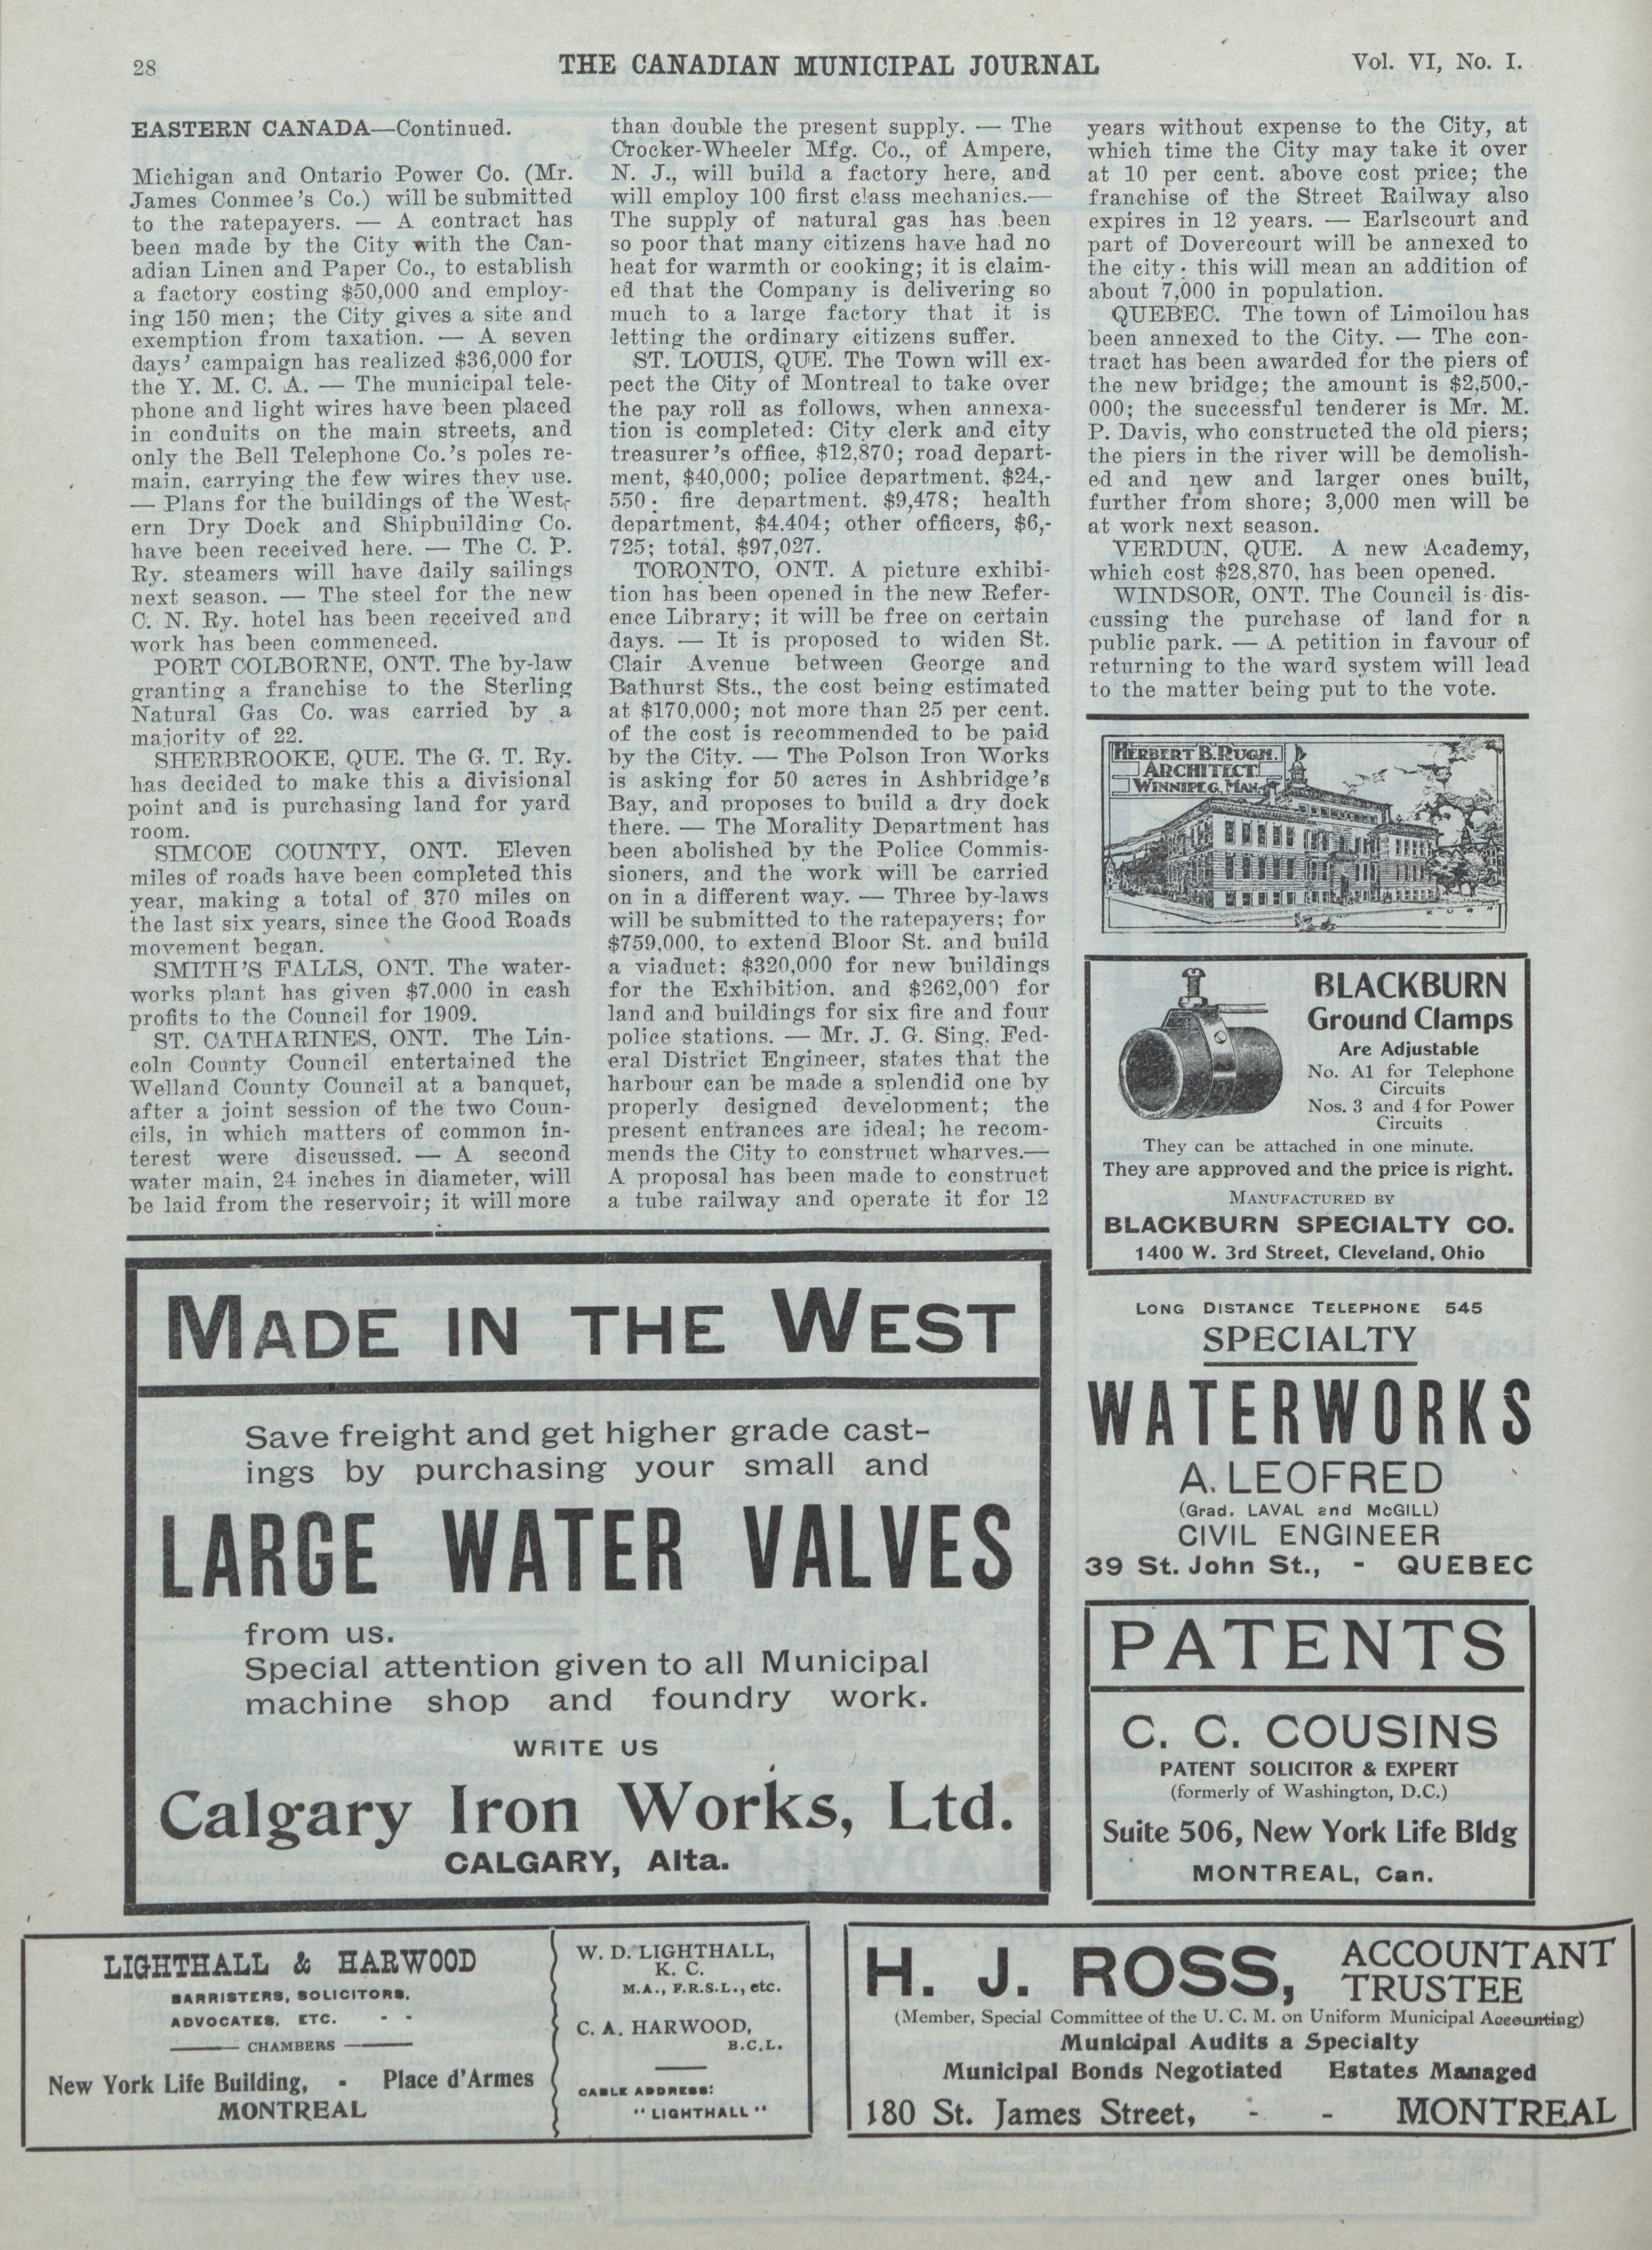 28
THE CANADIAN MUNICIPAL JOURNAL
Vol. VI, No. I.
EASTERN CANADA—Continued.
Michigan and Ontario Power Co. (Mr.
James Conmee's Co.) will be submitted
to the ratepayers. — A contract has
been made by the City with the Can-
adian Linen and Paper Co., to establish
a factory costing $50,000 and employ-
ing 150 men; the City gives a site and
exemption from taxation. — A seven
days' campaign has realized $36,000 for
the Y. M. C. A. — The municipal tele-
phone and light wires have been placed
in conduits on the main streets, and
only the Bell Telephone Co.'s poles re-
main, carrying the few wires they use.
— Plans for the buildings of the West-
ern Dry Dock and Shipbuilding Co.
have been received here. — The C. P.
Ry. steamers will have daily sailings
next season. — The steel for the new
C. N. Ry. hotel has been received and
work has been commenced.
PORT COLBORNE, ONT. The by-law
granting a franchise to the Sterling
Natural Gas Co. was carried by a
majority of 22.
SHERBROOKE, QUE. The G. T. Ry.
has decided to make this a divisional
point and is purchasing land for yard
room.
SIMCOE COUNTY, ONT. Eleven
miles of roads have been completed this
year, making a total of 370 miles on
the last six years, since the Good Roads
movement began.
SMITH'S FALLS, ONT. The water-
works plant has given $7.000 in cash
profits to the Council for 1909.
ST. CATHARINES, ONT. The Lin-
coln County Council entertained the
Welland County Council at a banquet,
after a joint session of the two Coun-
cils, in which matters of common in-
terest were discussed. — A second
water main, 24 inches in diameter, will
be laid from the reservoir; it will more
than double the present supply. — The
Crocker-Wheeler Mfg. Co., of Ampere,
N. J., will build a factory here, and
will employ 100 first class mechanics.—
The supply of natural gas has been
so poor that many citizens have had no
heat for warmth or cooking; it is claim-
ed that the Company is delivering so
much to a large factory that it is
letting the ordinary citizens suffer.
ST. LOUIS, QUE. The Town will ex-
pect the City of Montreal to take over
the pay roll as follows, when annexa-
tion is completed: City clerk and city
treasurer's office, $12,870; road depart-
ment, $40,000; police department. $24,-
550; fire department. $9,478; health
department, $4.404; other officers, $6,-
725; total. $97,027.
TORONTO, ONT. A picture exhibi-
tion has been opened in the new Refer-
ence Library; it will be free on certain
days. — It is proposed to widen St.
Clair Avenue between George and
Bathurst Sts., the cost being estimated
at $170,000; not more than 25 per cent.
of the cost is recommended to be paid
by the City. — The Polson Iron Works
is asking for 50 acres in Ashbridge's
Bay, and proposes to build a dry dock
there. — The Morality Department has
been abolished by the Police Commis-
sioners, and the work will be carried
on in a different way. — Three by-laws
will be submitted to the ratepayers; for
$759,000, to extend Bloor St. and build
a viaduct; $320,000 for new buildings
for the Exhibition. and $262,000 for
land and buildings for six fire and four
police stations. — Mr. J. G. Sing. Fed-
eral District Engineer, states that the
harbour can be made a splendid one by
properly designed development; the
present entrances are ideal; he recom-
mends the City to construct wharves.—
A proposal has been made to construct
a tube railway and operate it for 12
years without expense to the City, at
which time the City may take it over
at 10 per cent. above cost price; the
franchise of the Street Railway also
expires in 12 years. — Earlscourt and
part of Dovercourt will be annexed to
the city; this will mean an addition of
about 7,000 in population.
QUEBEC. The town of Limoilou has
been annexed to the City. — The con-
tract has been awarded for the piers of
the new bridge; the amount is $2,500,-
000; the successful tenderer is Mr. M.
P. Davis, who constructed the old piers;
the piers in the river will be demolish-
ed and new and larger ones built,
further from shore; 3,000 men will be
at work next season.
VERDUN, QUE. A new Academy,
which cost $28,870, has been opened.
WINDSOR, ONT. The Council is dis-
cussing the purchase of land for a
public park. — A petition in favour of
returning to the ward system will lead
to the matter being put to the vote.
HERBERT B. RUGH.
ARCHITECT
WINNIPEG, MAN.
BLACKBURN
Ground Clamps
Are Adjustable
No. A1 for Telephone
Circuits
Nos. 3 and 4 for Power
Circuits
They can be attached in one minute.
They are approved and the price is right.
MANUFACTURED BY
BLACKBURN SPECIALTY CO.
1400 W. 3rd Street, Cleveland, Ohio
LONG DISTANCE TELEPHONE 545
SPECIALTY
WATERWORKS
A. LEOFRED
(Grad. LAVAL and McGILL)
CIVIL ENGINEER
39 St. John St., - QUEBEC
PATENTS
C. C. COUSINS
PATENT SOLICITOR & EXPERT
(formerly of Washington, D.C.)
Suite 506, New York Life Bldg
MONTREAL, Can.
MADE IN THE WEST
Save freight and get higher grade cast-
ings by purchasing your small and
LARGE WATER VALVES
from us.
Special attention given to all Municipal
machine shop and foundry work.
WRITE US
Calgary Iron Works, Ltd.
CALGARY, Alta.
LIGHTHALL & HARWOOD
BARRISTERS, SOLICITORS,
ADVOCATES, ETC. - -
CHAMBERS
New York Life Building, - Place d'Armes
MONTREAL
W. D. LIGHTHALL,
K. C.
M.A., F.R.S.L., etc.
C. A. HARWOOD,
B.C.L.
CABLE ADDRESS:
"LIGHTHALL"
H. J. ROSS,
ACCOUNTANT
TRUSTEE
(Member, Special Committee of the U. C. M. on Uniform Municipal Accounting)
Municipal Audits a Specialty
Municipal Bonds Negotiated Estates Managed
180 St. James Street, - - MONTREAL